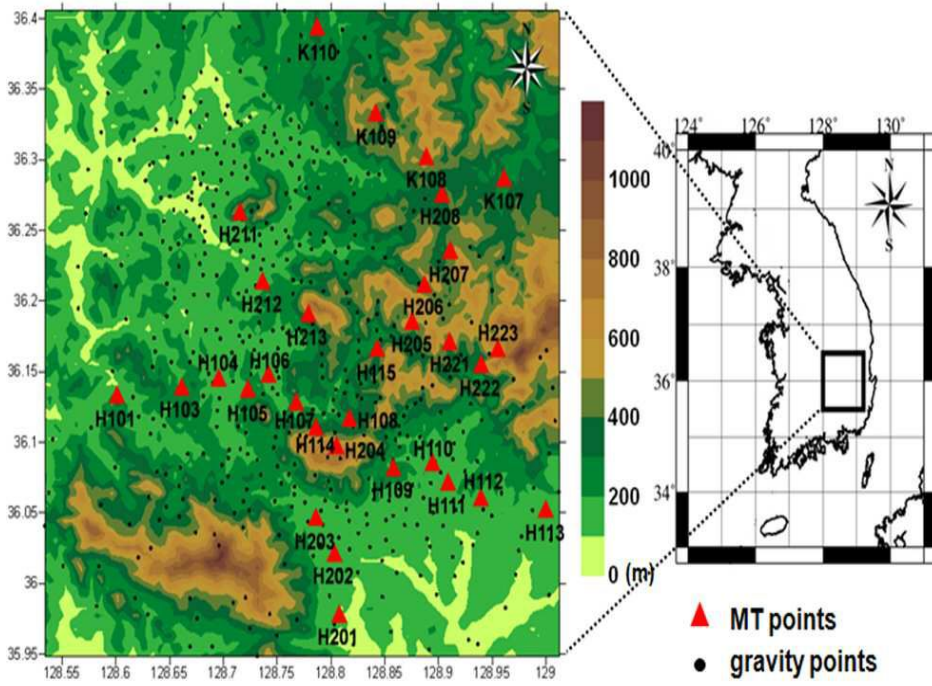 36.4
36.35
36.3
36.25
36.2
36.15
36.1
36.05
36
35.95
128.55
128.6
128.65
128.7
128.75
128.8
128.85
128.9
128.95
129
K110
K109
K108
K107
H208
H211
H207
H212
H206
H213
H205
H223
H221
H115
H222
H104
H106
H101
H103
H105
H107
H108
H114
H204
H110
H109
H112
H111
H203
H113
H202
H201
N
S
1000
800
600
400
200
0 (m)
124°
126°
128°
130°
40°
38°
36°
34°
N
S
MT points
gravity points